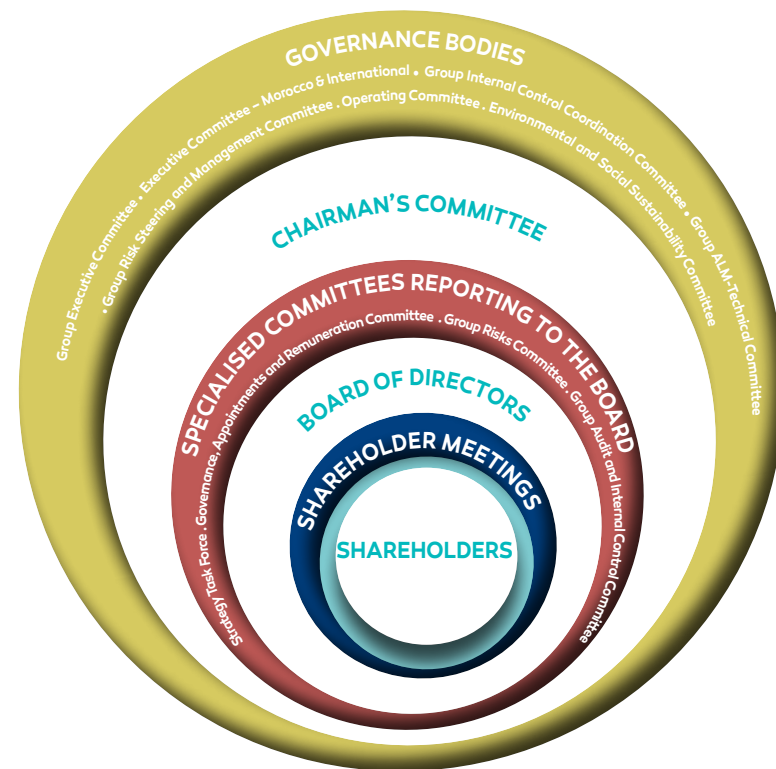 GOVERNANCE BODIES
Group Executive Committee . Executive Committee – Morocco & International . Group Internal Control Coordination Committee . Group ALM-Technical Committee
. Group Risk Steering and Management Committee . Operating Committee . Environmental and Social Sustainability Committee
CHAIRMAN'S COMMITTEE
SPECIALISED COMMITTEES REPORTING TO THE BOARD
Strategy Task Force . Governance, Appointments and Remuneration Committee . Group Risks Committee . Group Audit and Internal Control Committee
BOARD OF DIRECTORS
SHAREHOLDER MEETINGS
SHAREHOLDERS